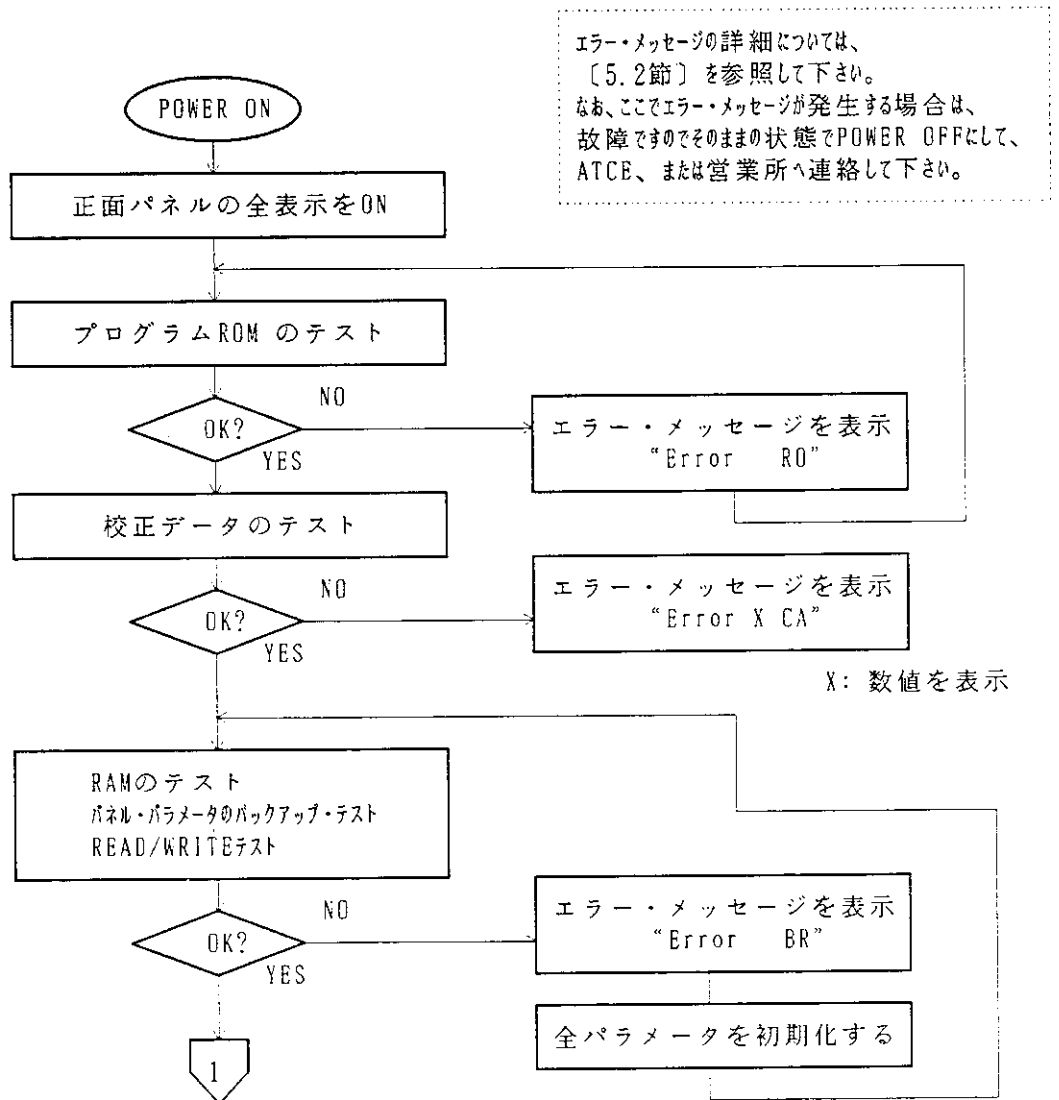 エラー・メッセージの詳細については、
〔5.2節〕を参照して下さい。
なお、ここでエラー・メッセージが発生する場合は、
故障ですのでそのままの状態でPOWER OFFにして、
ATCE、または営業所へ連絡して下さい。
POWER ON
正面パネルの全表示をON
プログラムROM のテスト
NO
OK?
YES
エラー・メッセージを表示
“Error RO”
校正データのテスト
NO
OK?
YES
エラー・メッセージを表示
“Error X CA”
X: 数値を表示
RAMのテスト
パネル・パラメータのバックアップ・テスト
READ/WRITEテスト
NO
OK?
YES
エラー・メッセージを表示
“Error BR”
全パラメータを初期化する
1